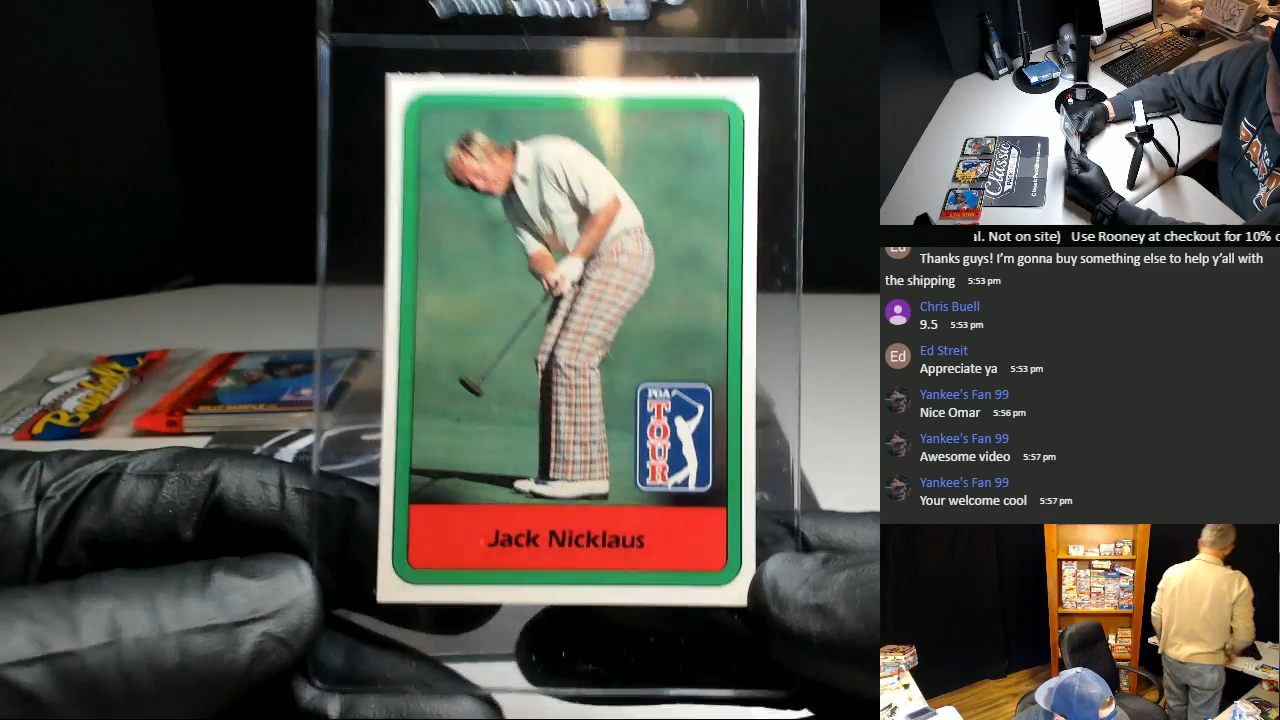 PGA
TOUR
Jack Nicklaus
Baseball
Classic
al. Not on site) Use Rooney at checkout for 10% o
Ed
Thanks guys! I'm gonna buy something else to help y'all with
the shipping 5:53 pm
Chris Buell
9.5 5:53 pm
Ed
Ed Streit
Appreciate ya 5:53 pm
Yankee's Fan 99
Nice Omar 5:56 pm
Yankee's Fan 99
Awesome video 5:57 pm
Yankee's Fan 99
Your welcome cool 5:57 pm